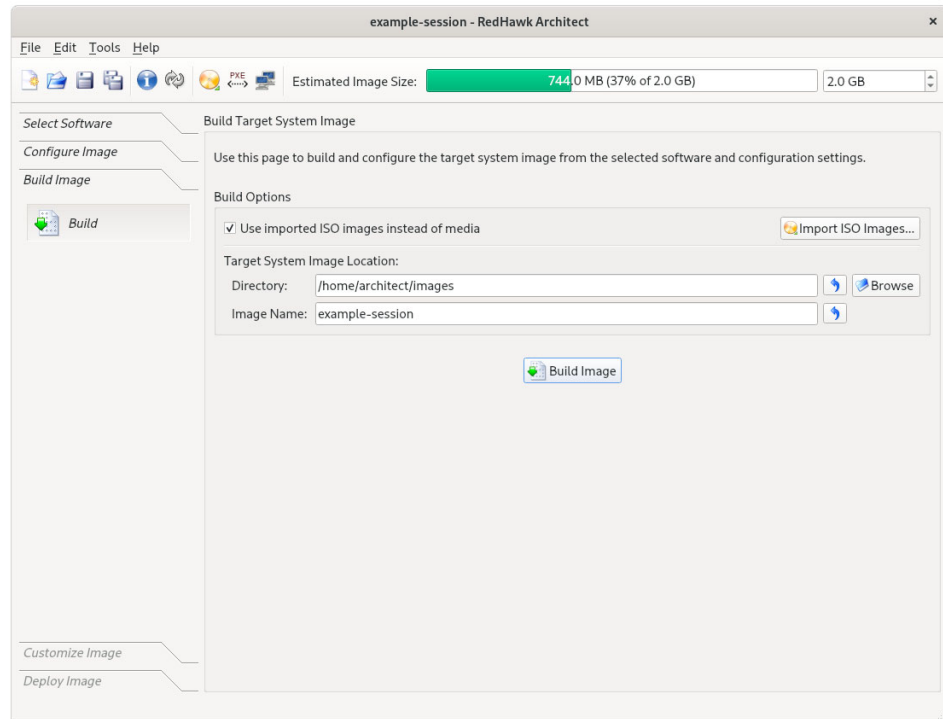 example-session - RedHawk Architect
File Edit Tools Help
PXE
Estimated Image Size:
744.0 MB (37% of 2.0 GB)
2.0 GB
Select Software
Configure Image
Build Image
Build
Build Target System Image
Use this page to build and configure the target system image from the selected software and configuration settings.
Build Options
Use imported ISO images instead of media
Import ISO Images...
Target System Image Location:
Directory: /home/architect/images
Browse
Image Name: example-session
Build Image
Customize Image
Deploy Image